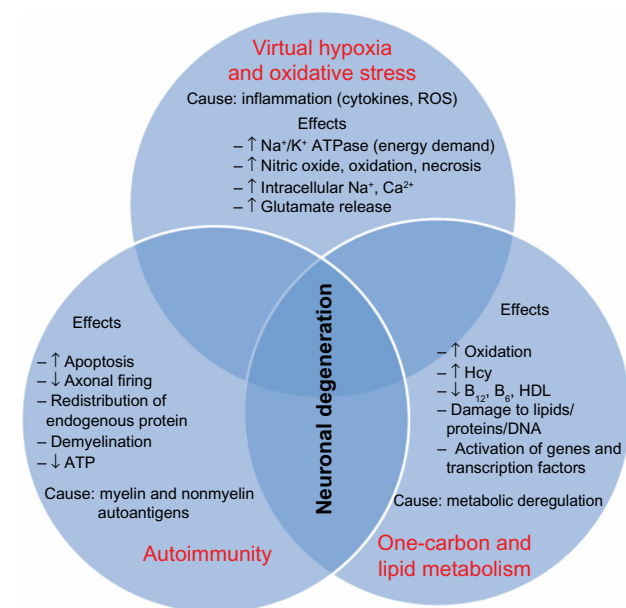 Virtual hypoxia
and oxidative stress
Cause: inflammation (cytokines, ROS)
Effects
– ↑ Na⁺/K⁺ ATPase (energy demand)
– ↑ Nitric oxide, oxidation, necrosis
– ↑ Intracellular Na⁺, Ca²⁺
– ↑ Glutamate release
Neuronal degeneration
Effects
– ↑ Apoptosis
– ↓ Axonal firing
– Redistribution of
endogenous protein
– Demyelination
– ↓ ATP
Cause: myelin and nonmyelin
autoantigens
Autoimmunity
Effects
– ↑ Oxidation
– ↑ Hcy
– ↓ B₁₂, B₆, HDL
– Damage to lipids/
proteins/DNA
– Activation of genes and
transcription factors
Cause: metabolic deregulation
One-carbon and
lipid metabolism